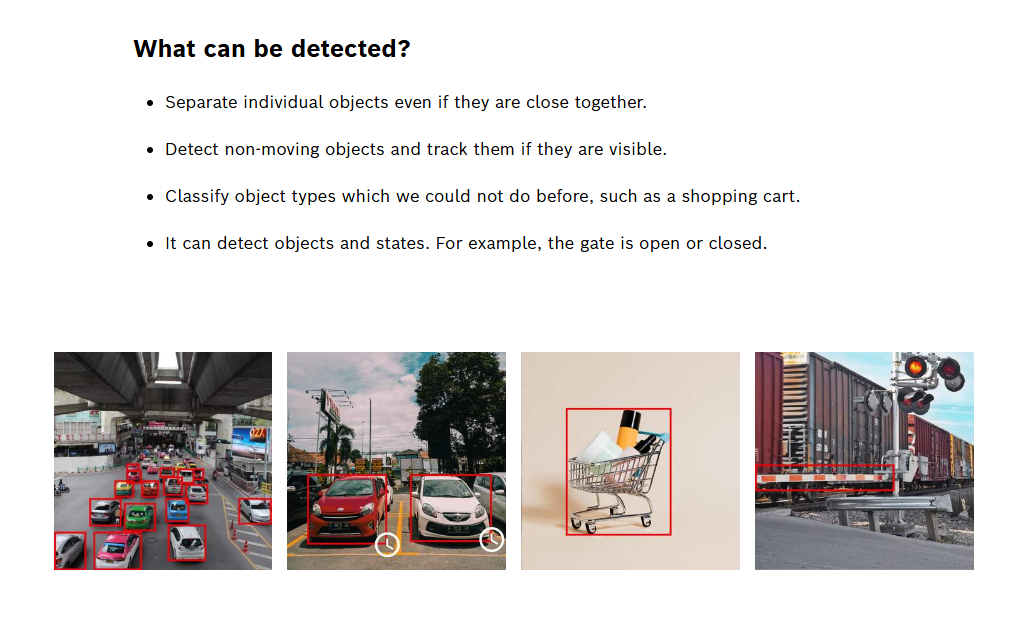 What can be detected?
Separate individual objects even if they are close together.
Detect non-moving objects and track them if they are visible.
Classify object types which we could not do before, such as a shopping cart.
It can detect objects and states. For example, the gate is open or closed.